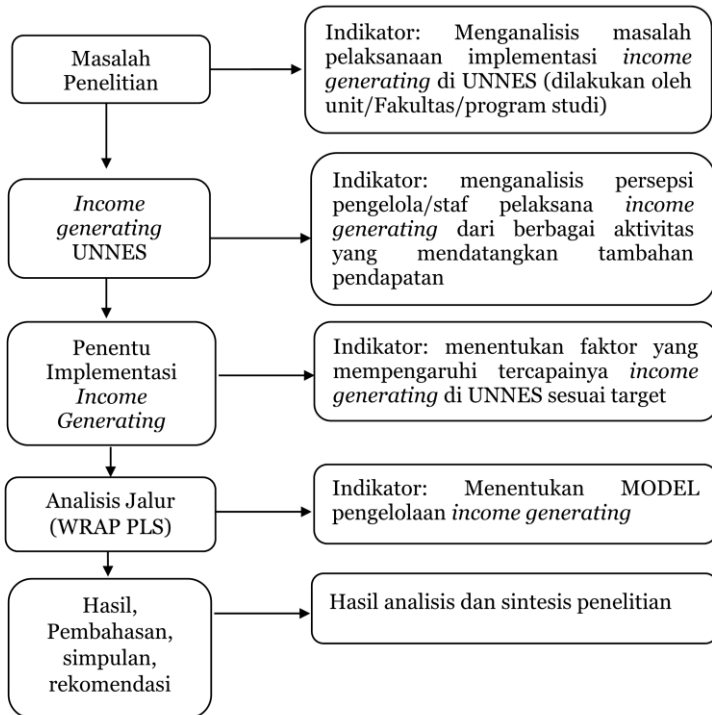 Masalah
Penelitian
Indikator: Menganalisis masalah
pelaksanaan implementasi income
generating di UNNES (dilakukan oleh
unit/Fakultas/program studi)
Income
generating
UNNES
Indikator: menganalisis persepsi
pengelola/staf pelaksana income
generating dari berbagai aktivitas
yang mendatangkan tambahan
pendapatan
Penentu
Implementasi
Income
Generating
Indikator: menentukan faktor yang
mempengaruhi tercapainya income
generating di UNNES sesuai target
Analisis Jalur
(WRAP PLS)
Indikator: Menentukan MODEL
pengelolaan income generating
Hasil,
Pembahasan,
simpulan,
rekomendasi
Hasil analisis dan sintesis penelitian